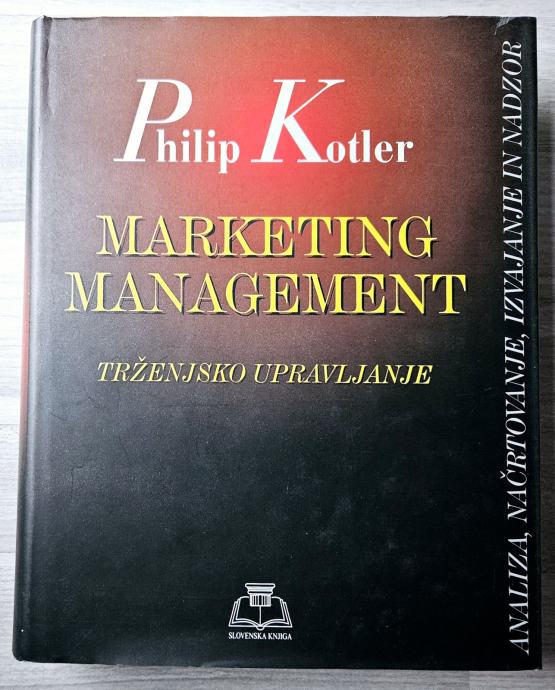 Philip Kotler
MARKETING
MANAGEMENT
TRŽENJSKO UPRAVLJANJE
ANALIZA, NAČRTOVANJE, IZVAJANJE IN NADZOR
SLOVENSKA KNJIGA